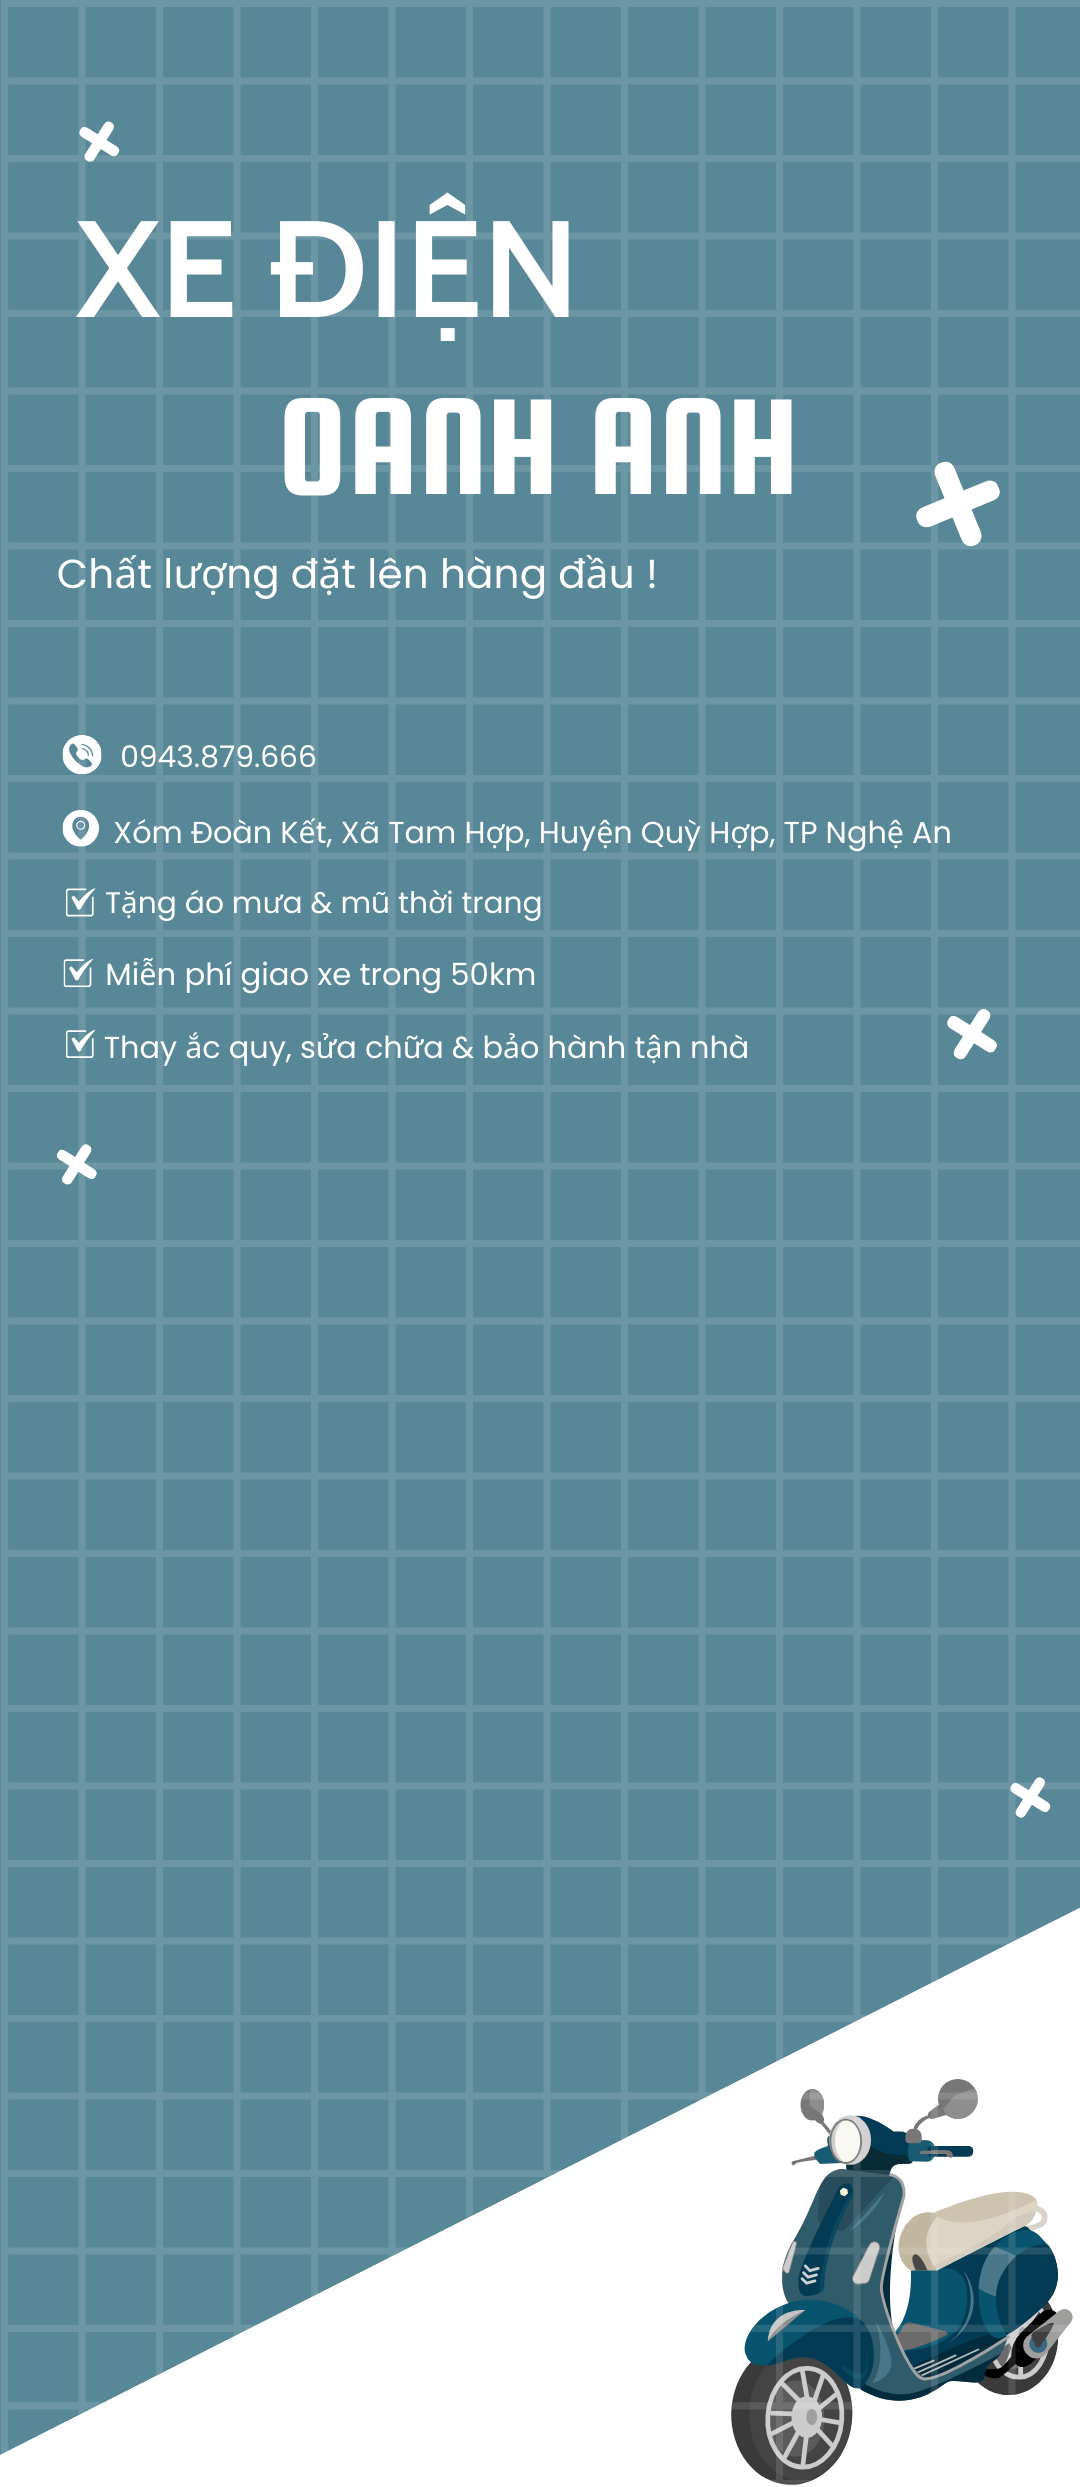 XE ĐIỆN
OANH ANH
Chất lượng đặt lên hàng đầu !
0943.879.666
Xóm Đoàn Kết, Xã Tam Hợp, Huyện Quỳ Hợp, TP Nghệ An
Tặng áo mưa & mũ thời trang
Miễn phí giao xe trong 50km
Thay ắc quy, sửa chữa & bảo hành tận nhà